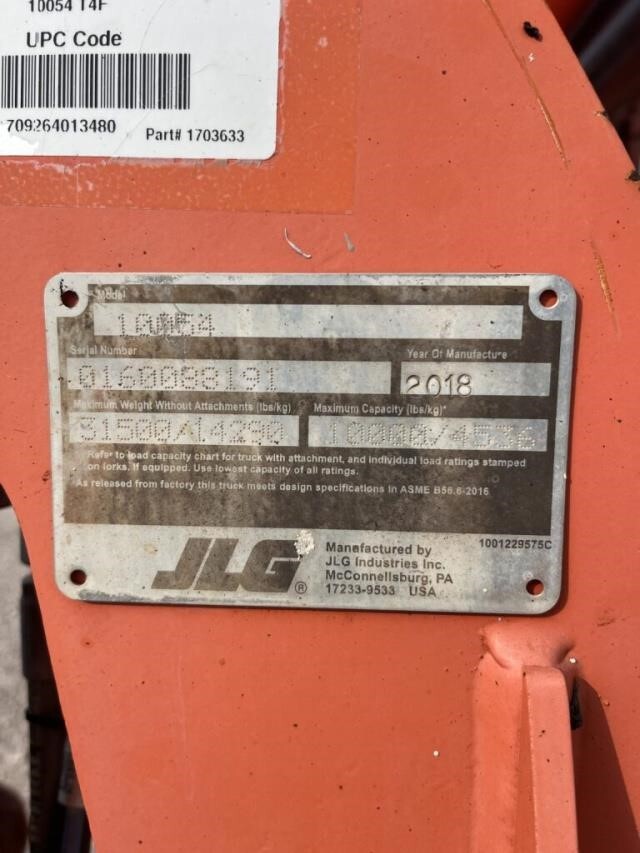 10054 T4F
UPC Code
709264013480 Part# 1703633
Model
10054
Serial Number Year Of Manufacture
0160088191 2018
Maximum Weight Without Attachments (lbs/kg) Maximum Capacity (lbs/kg)*
31500/14290 10000/4536
* Refer to load capacity chart for truck with attachment, and individual load ratings stamped
on forks. If equipped. Use lowest capacity of all ratings.
As released from factory this truck meets design specifications in ASME B56.6-2016
JLG®
Manufactured by 1001229575C
JLG Industries Inc.
McConnellsburg, PA
17233-9533 USA